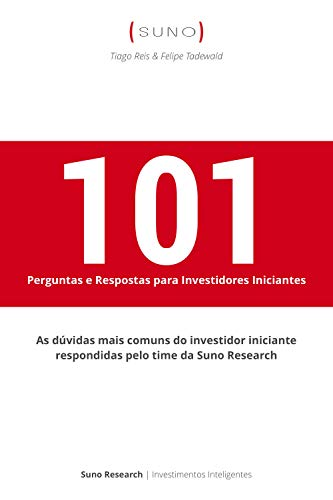 (SUNO)
Tiago Reis & Felipe Tadewald
101
Perguntas e Respostas para Investidores Iniciantes
As dúvidas mais comuns do investidor iniciante
respondidas pelo time da Suno Research
Suno Research | Investimentos Inteligentes